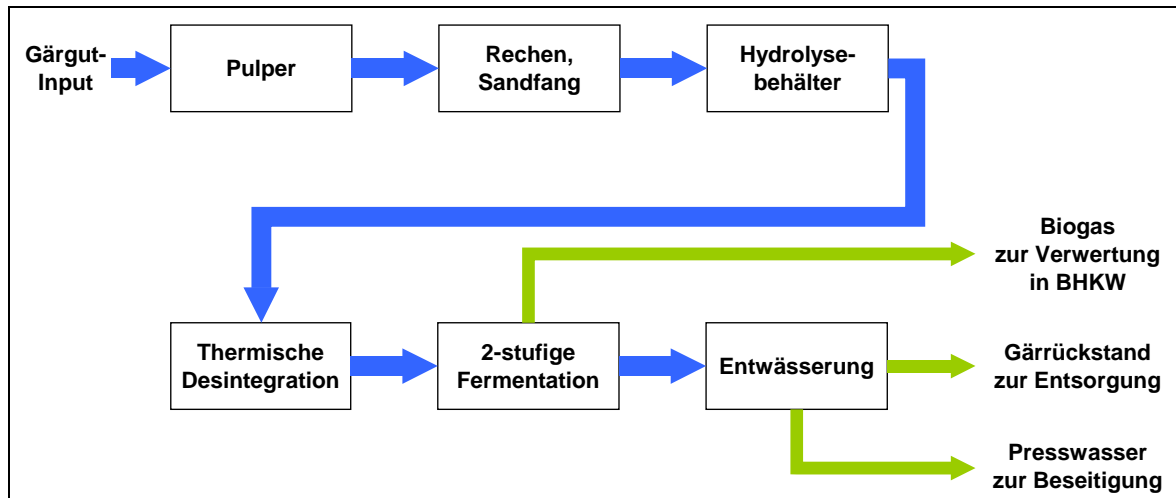 Gärgut-
Input
Pulper
Rechen,
Sandfang
Hydrolyse-
behälter
Biogas
zur Verwertung
in BHKW
Thermische
Desintegration
2-stufige
Fermentation
Entwässerung
Gärrückstand
zur Entsorgung
Presswasser
zur Beseitigung